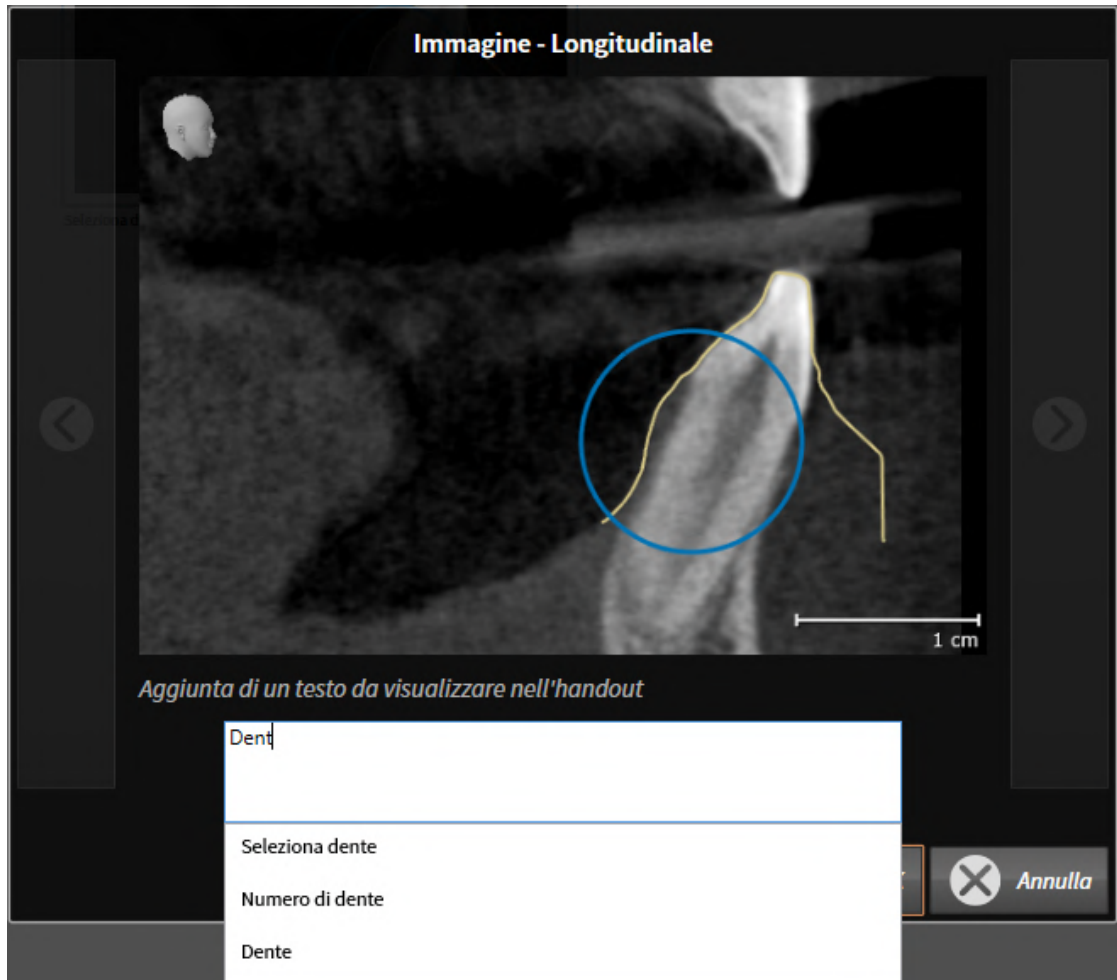 Immagine - Longitudinale
1 cm
Aggiunta di un testo da visualizzare nell'handout
Dent
Seleziona dente
Numero di dente
Dente
Annulla